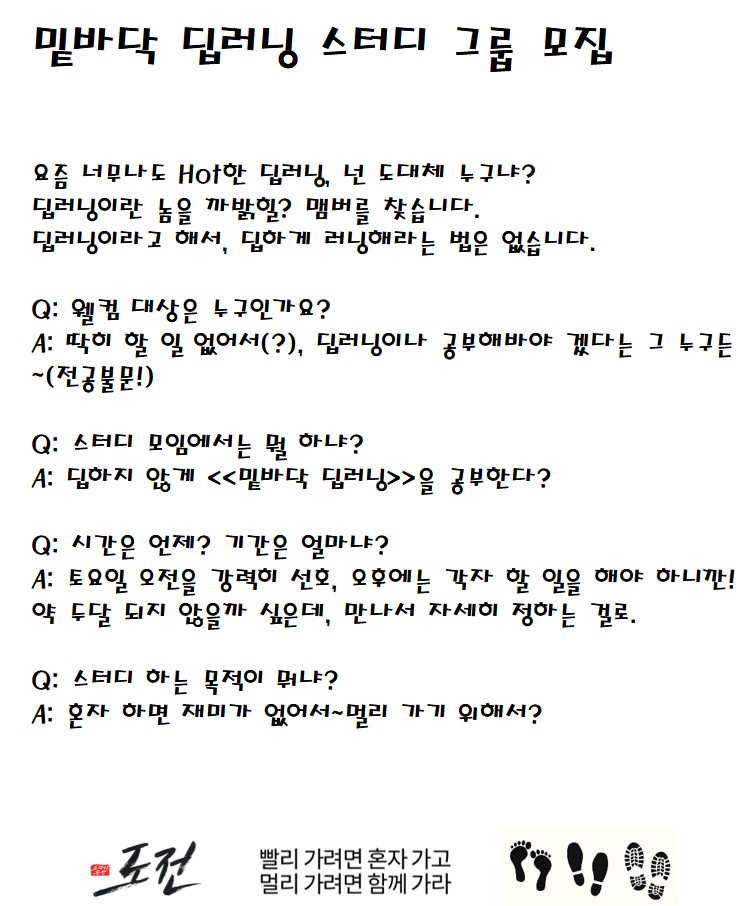 밑바닥 딥러닝 스터디 그룹 모집
요즘 너무나도 Hot한 딥러닝, 넌 도대체 누구냐?
딥러닝이란 놈을 까밝힐? 맴버를 찾습니다.
딥러닝이라고 해서, 딥하게 러닝해라는 법은 없습니다.
Q: 웰컴 대상은 누구인가요?
A: 딱히 할 일 없어서(?), 딥러닝이나 공부해바야 겠다는 그 누구든
~(전공불문!)
Q: 스터디 모임에서는 뭘 하냐?
A: 딥하지 않게 <<밑바닥 딥러닝>>을 공부한다?
Q: 시간은 언제? 기간은 얼마냐?
A: 토요일 오전을 강력히 선호, 오후에는 각자 할 일을 해야 하니깐!
약 두달 되지 않을까 싶은데, 만나서 자세히 정하는 걸로.
Q: 스터디 하는 목적이 뭐냐?
A: 혼자 하면 재미가 없어서~멀리 가기 위해서?
도전
빨리 가려면 혼자 가고
멀리 가려면 함께 가라